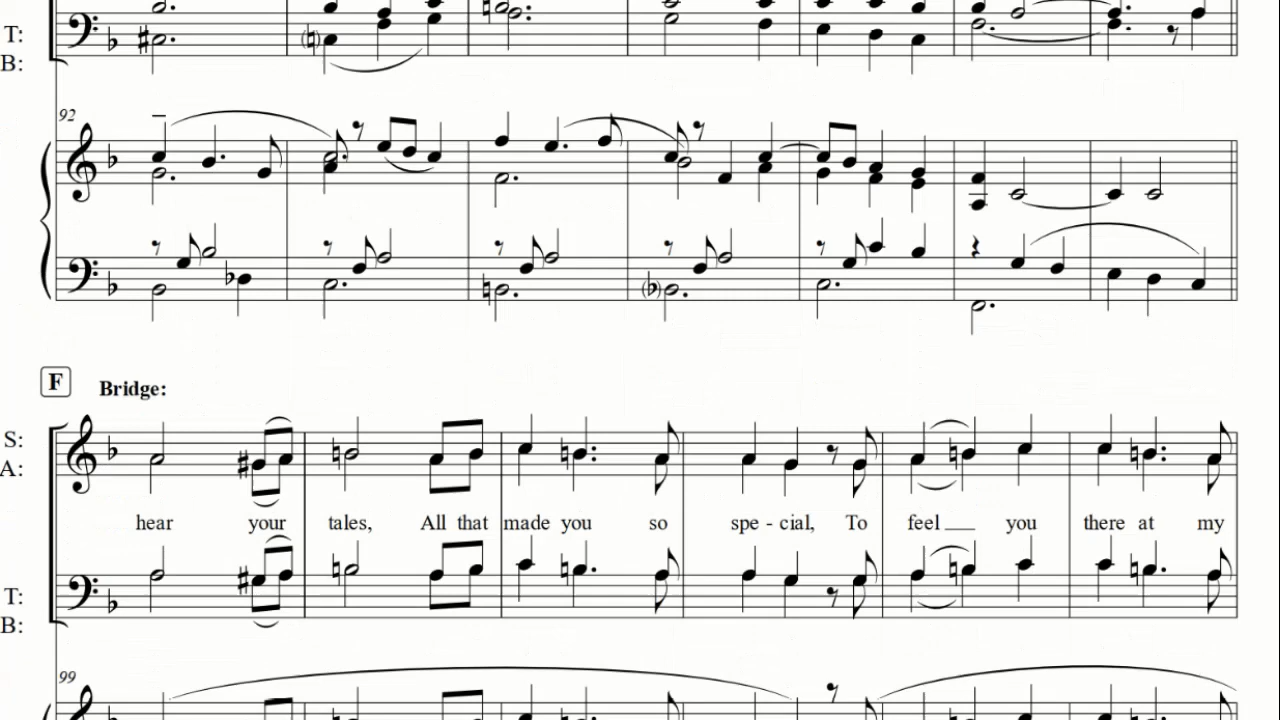 T:
B:
92
F Bridge:
S:
A:
hear your tales, All that made you so spe - cial, To feel you there at my
T:
B:
99